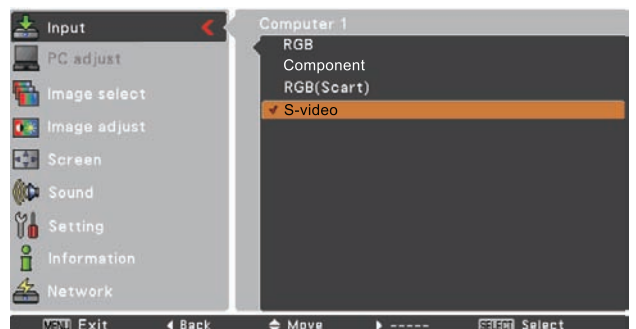 Input
PC adjust
Image select
Image adjust
Screen
Sound
Setting
Information
Network
Computer 1
RGB
Component
RGB(Scart)
S-video
MENU Exit Back Move ----- SELECT Select